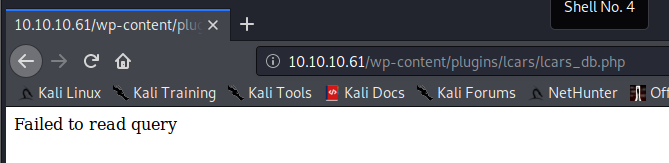 Shell No. 4
10.10.10.61/wp-content/plu
10.10.10.61/wp-content/plugins/lcars/lcars_db.php
Kali Linux Kali Training Kali Tools Kali Docs Kali Forums NetHunter Off
Failed to read query